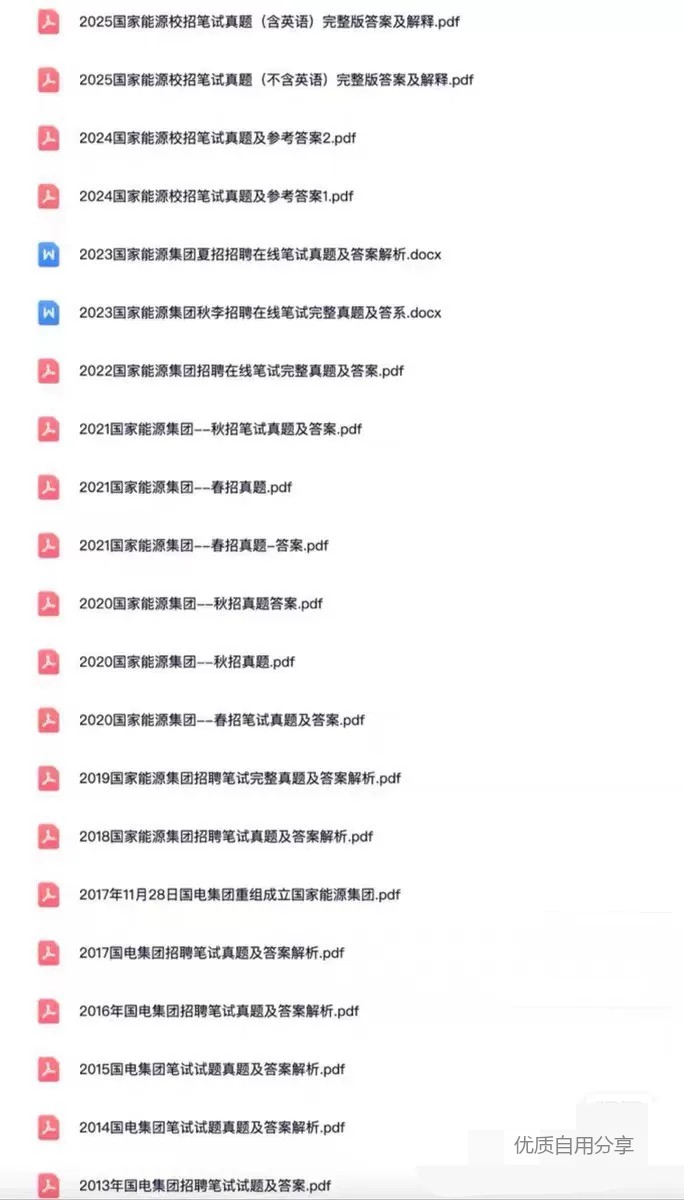 2025国家能源校招笔试真题（含英语）完整版答案及解释.pdf
2025国家能源校招笔试真题（不含英语）完整版答案及解释.pdf
2024国家能源校招笔试真题及参考答案2.pdf
2024国家能源校招笔试真题及参考答案1.pdf
2023国家能源集团夏招招聘在线笔试真题及答案解析.docx
2023国家能源集团秋李招聘在线笔试完整真题及答系.docx
2022国家能源集团招聘在线笔试完整真题及答案.pdf
2021国家能源集团--秋招笔试真题及答案.pdf
2021国家能源集团--春招真题.pdf
2021国家能源集团--春招真题-答案.pdf
2020国家能源集团--秋招真题答案.pdf
2020国家能源集团--秋招真题.pdf
2020国家能源集团--春招笔试真题及答案.pdf
2019国家能源集团招聘笔试完整真题及答案解析.pdf
2018国家能源集团招聘笔试真题及答案解析.pdf
2017年11月28日国电集团重组成立国家能源集团.pdf
2017国电集团招聘笔试真题及答案解析.pdf
2016年国电集团招聘笔试真题及答案解析.pdf
2015国电集团笔试试题真题及答案解析.pdf
2014国电集团笔试试题真题及答案解析.pdf
优质自用分享
2013年国电集团招聘笔试试题及答案.pdf